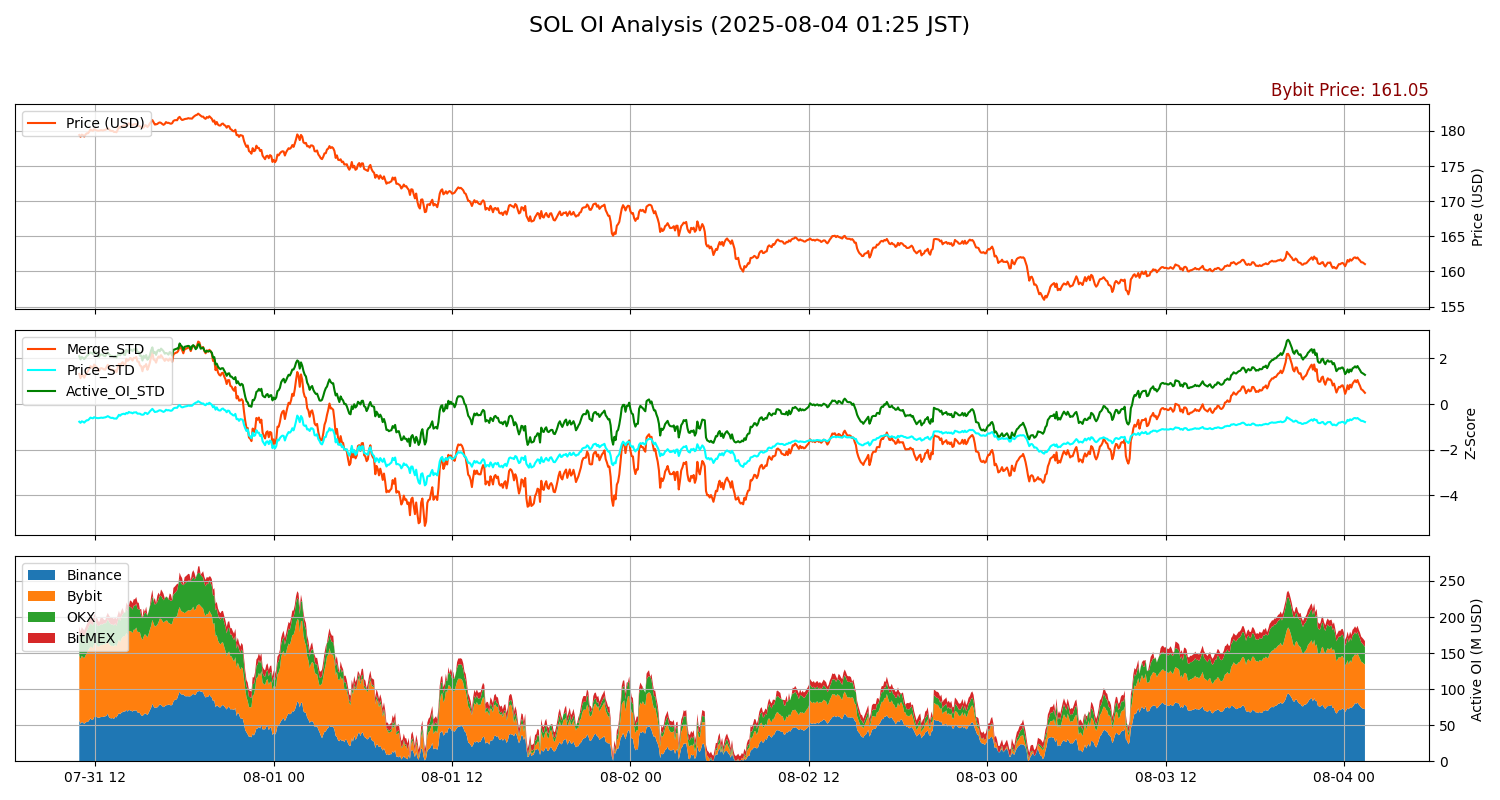 SOL OI Analysis (2025-08-04 01:25 JST)
Bybit Price: 161.05
Price (USD)
180
175
170
165
160
155
Price (USD)
Merge_STD
Price_STD
Active_OI_STD
2
0
−2
−4
Z-Score
Binance
Bybit
OKX
BitMEX
250
200
150
100
50
0
Active OI (M USD)
07-31 12
08-01 00
08-01 12
08-02 00
08-02 12
08-03 00
08-03 12
08-04 00